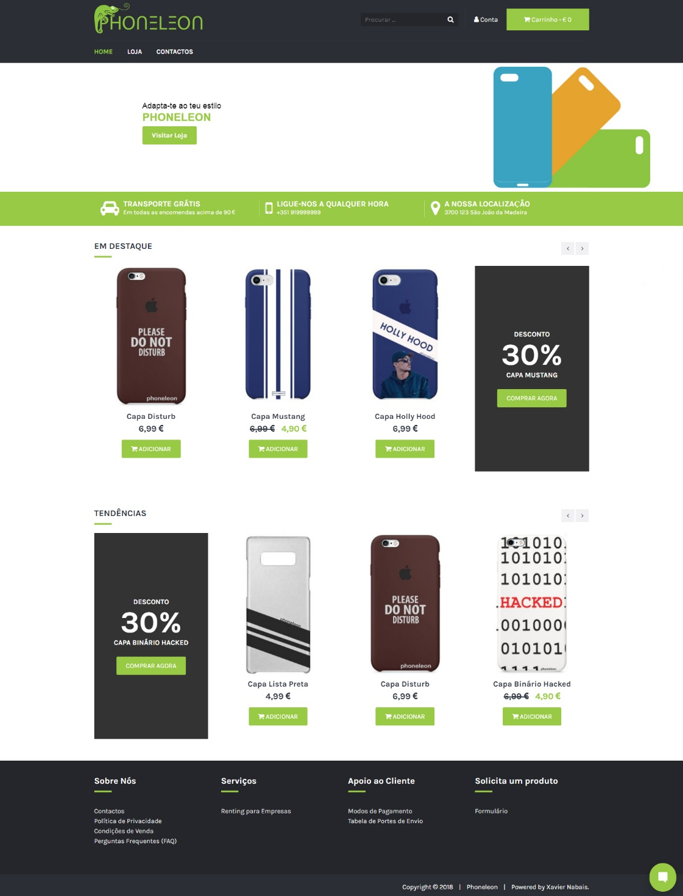 PHONELEON
Procurar ...
Conta
Carrinho - € 0
HOME LOJA CONTACTOS
Adapta-te ao teu estilo
PHONELEON
Visitar Loja
TRANSPORTE GRÁTIS
Em todas as encomendas acima de 90 €
LIGUE-NOS A QUALQUER HORA
+351 919999999
A NOSSA LOCALIZAÇÃO
3700 123 São João da Madeira
EM DESTAQUE
PLEASE
DO NOT
DISTURB
phoneleon
Capa Disturb
6,99 €
ADICIONAR
Capa Mustang
6,99 € 4,90 €
ADICIONAR
HOLLY HOOD
Capa Holly Hood
6,99 €
ADICIONAR
DESCONTO
30%
CAPA MUSTANG
COMPRAR AGORA
TENDÊNCIAS
DESCONTO
30%
CAPA BINÁRIO HACKED
COMPRAR AGORA
Capa Lista Preta
4,99 €
ADICIONAR
PLEASE
DO NOT
DISTURB
phoneleon
Capa Disturb
6,99 €
ADICIONAR
HACKED
Capa Binário Hacked
6,99 € 4,90 €
ADICIONAR
Sobre Nós
Contactos
Política de Privacidade
Condições de Venda
Perguntas Frequentes (FAQ)
Serviços
Renting para Empresas
Apoio ao Cliente
Modos de Pagamento
Tabela de Portes de Envio
Solicita um produto
Formulário
Copyright © 2018 | Phoneleon | Powered by Xavier Nabais.